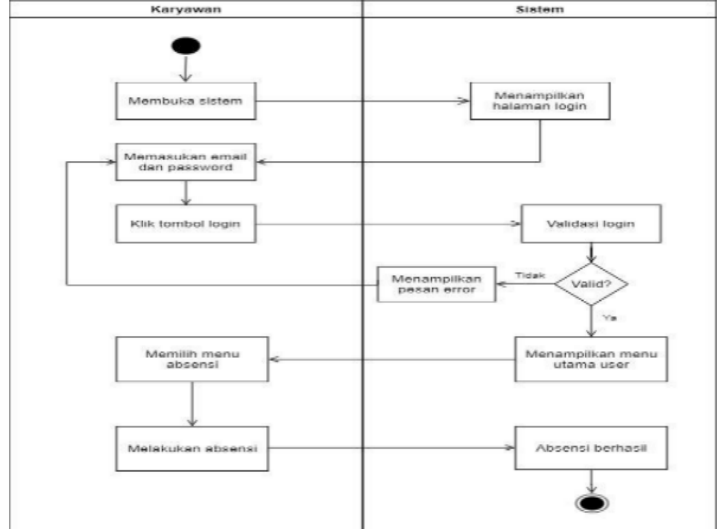 Karyawan
Sistem
Membuka sistem
Menampilkan
halaman login
Memasukan email
dan password
Klik tombol login
Validasi login
Menampilkan
pesan error
Tidak
Valid?
Ya
Memilih menu
absensi
Menampilkan menu
utama user
Melakukan absensi
Absensi berhasil